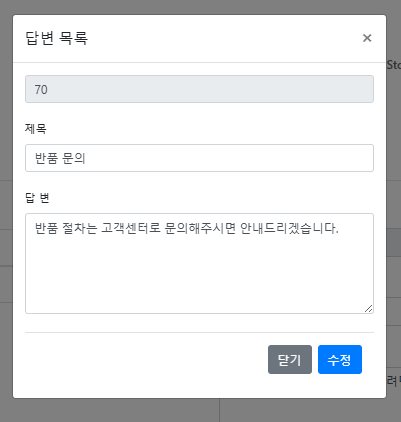 답변 목록 ×
70
제목
반품 문의
답 변
반품 절차는 고객센터로 문의해주시면 안내드리겠습니다.
닫기 수정